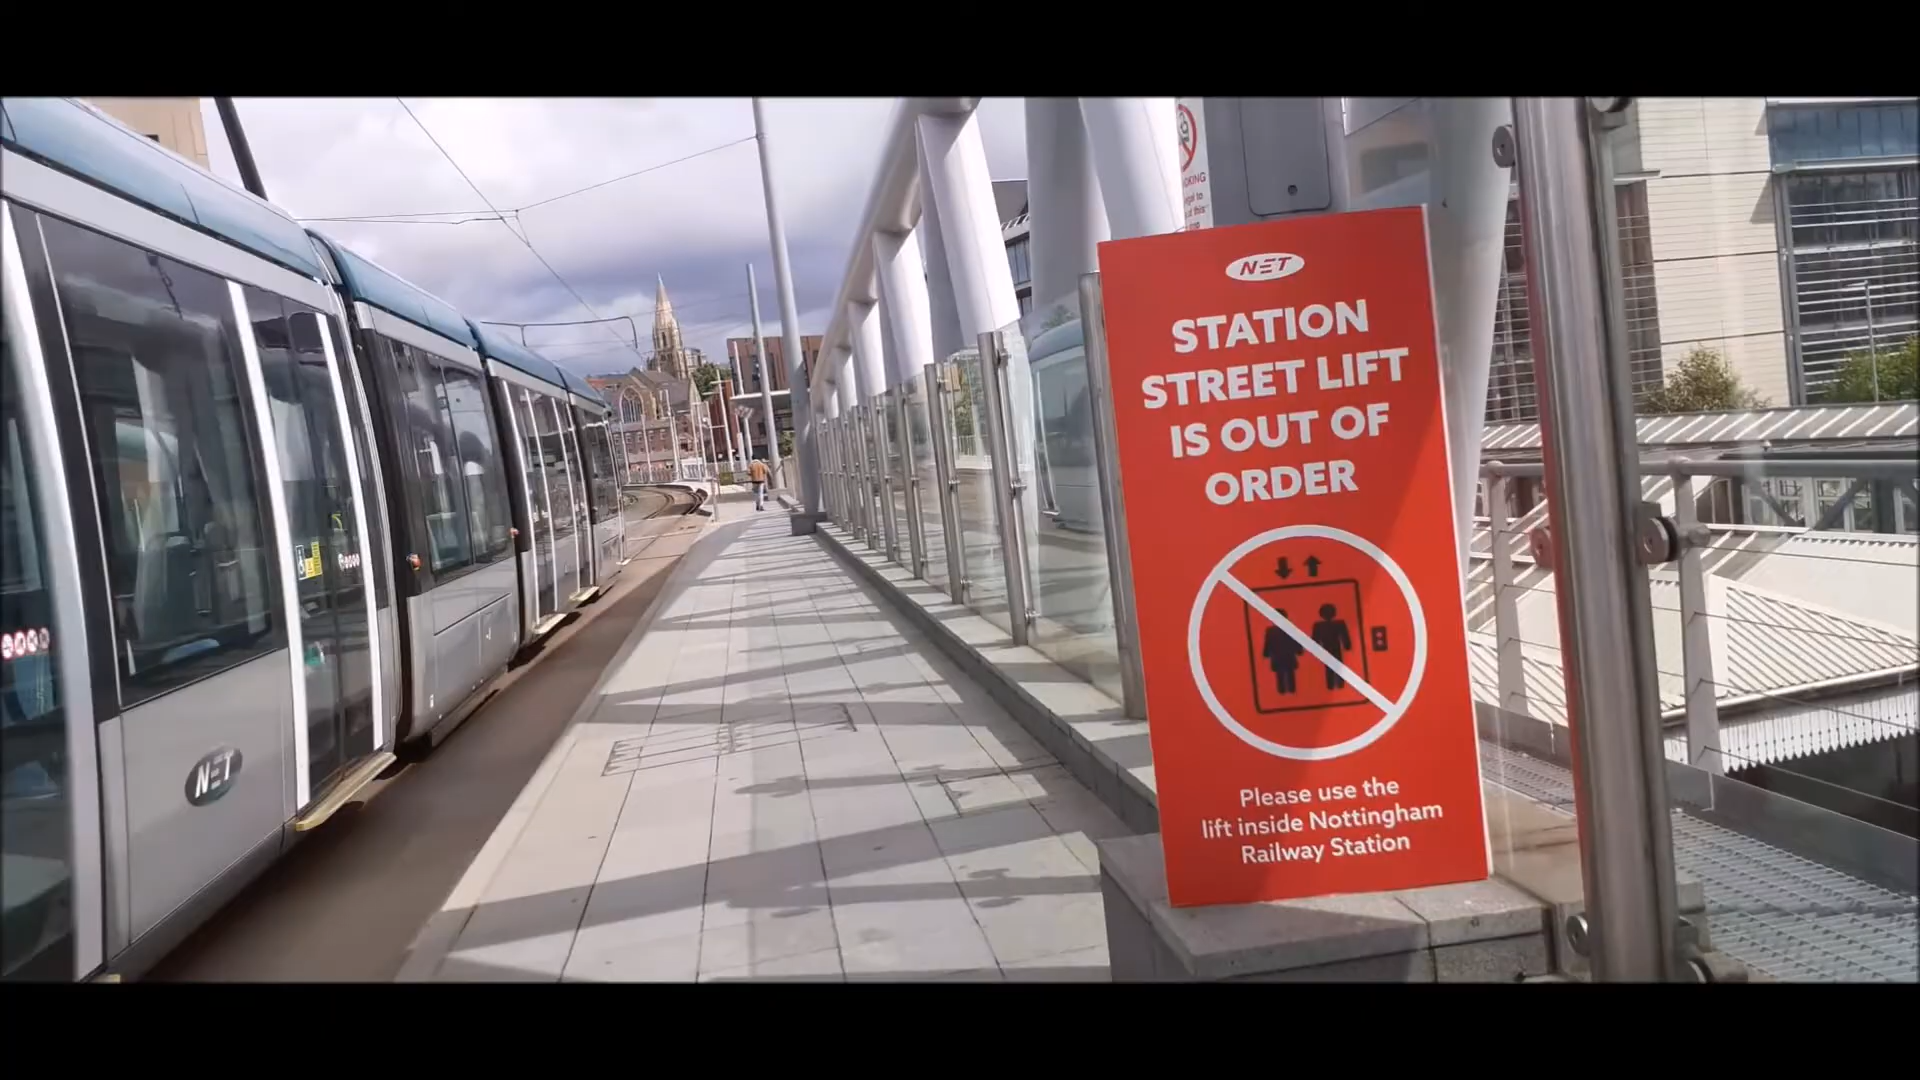 NET
STATION
STREET LIFT
IS OUT OF
ORDER
Please use the
lift inside Nottingham
Railway Station
NET